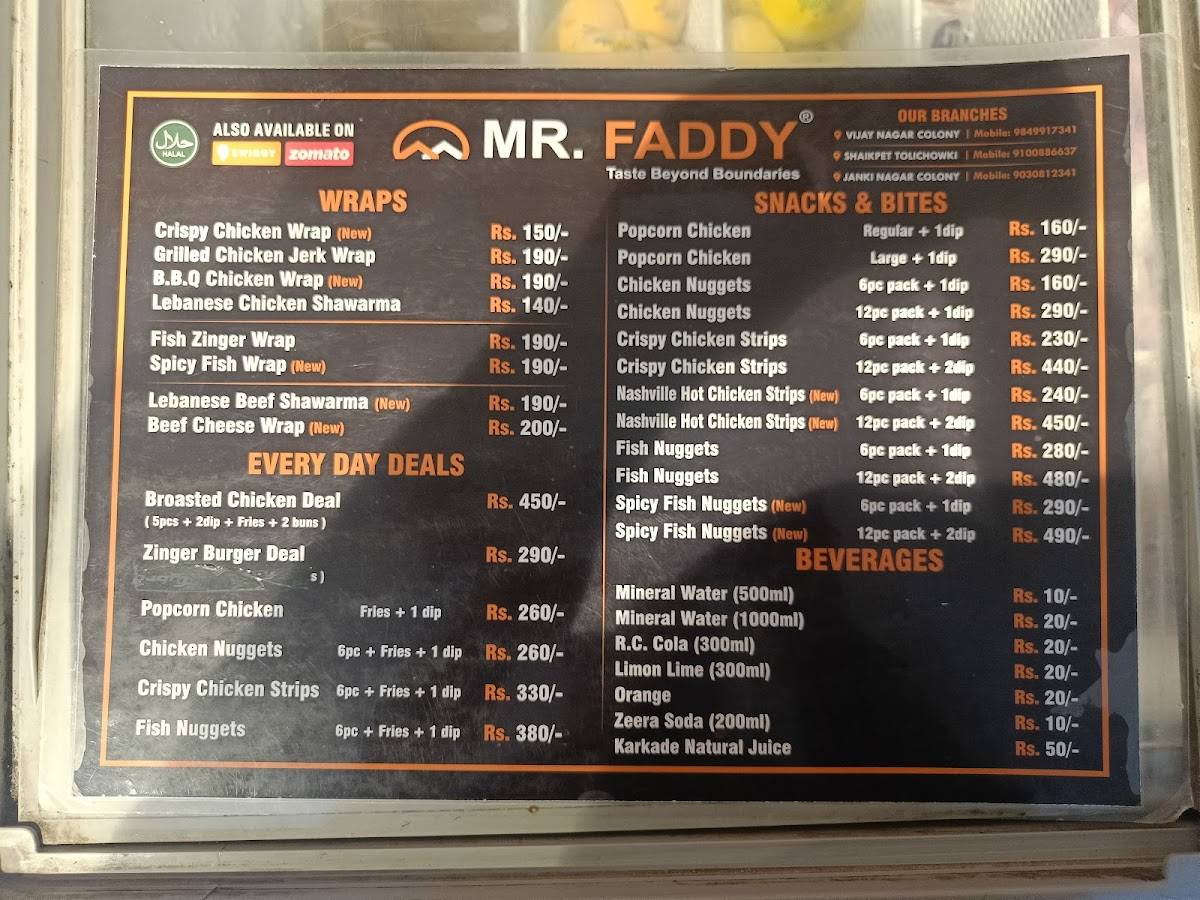 حلال
HALAL
ALSO AVAILABLE ON
SWIGGY zomato
MR. FADDY®
Taste Beyond Boundaries
OUR BRANCHES
VIJAY NAGAR COLONY | Mobile: 9849917341
SHAIKPET TOLICHOWKI | Mobile: 9100886637
JANKI NAGAR COLONY | Mobile: 9030812341
WRAPS
Crispy Chicken Wrap (New) Rs. 150/-
Grilled Chicken Jerk Wrap Rs. 190/-
B.B.Q Chicken Wrap (New) Rs. 190/-
Lebanese Chicken Shawarma Rs. 140/-
Fish Zinger Wrap Rs. 190/-
Spicy Fish Wrap (New) Rs. 190/-
Lebanese Beef Shawarma (New) Rs. 190/-
Beef Cheese Wrap (New) Rs. 200/-
EVERY DAY DEALS
Broasted Chicken Deal Rs. 450/-
( 5pcs + 2dip + Fries + 2 buns )
Zinger Burger Deal Rs. 290/-
s )
Popcorn Chicken Fries + 1 dip Rs. 260/-
Chicken Nuggets 6pc + Fries + 1 dip Rs. 260/-
Crispy Chicken Strips 6pc + Fries + 1 dip Rs. 330/-
Fish Nuggets 6pc + Fries + 1 dip Rs. 380/-
SNACKS & BITES
Popcorn Chicken Regular + 1dip Rs. 160/-
Popcorn Chicken Large + 1dip Rs. 290/-
Chicken Nuggets 6pc pack + 1dip Rs. 160/-
Chicken Nuggets 12pc pack + 1dip Rs. 290/-
Crispy Chicken Strips 6pc pack + 1dip Rs. 230/-
Crispy Chicken Strips 12pc pack + 2dip Rs. 440/-
Nashville Hot Chicken Strips (New) 6pc pack + 1dip Rs. 240/-
Nashville Hot Chicken Strips (New) 12pc pack + 2dip Rs. 450/-
Fish Nuggets 6pc pack + 1dip Rs. 280/-
Fish Nuggets 12pc pack + 2dip Rs. 480/-
Spicy Fish Nuggets (New) 6pc pack + 1dip Rs. 290/-
Spicy Fish Nuggets (New) 12pc pack + 2dip Rs. 490/-
BEVERAGES
Mineral Water (500ml) Rs. 10/-
Mineral Water (1000ml) Rs. 20/-
R.C. Cola (300ml) Rs. 20/-
Limon Lime (300ml) Rs. 20/-
Orange Rs. 20/-
Zeera Soda (200ml) Rs. 10/-
Karkade Natural Juice Rs. 50/-